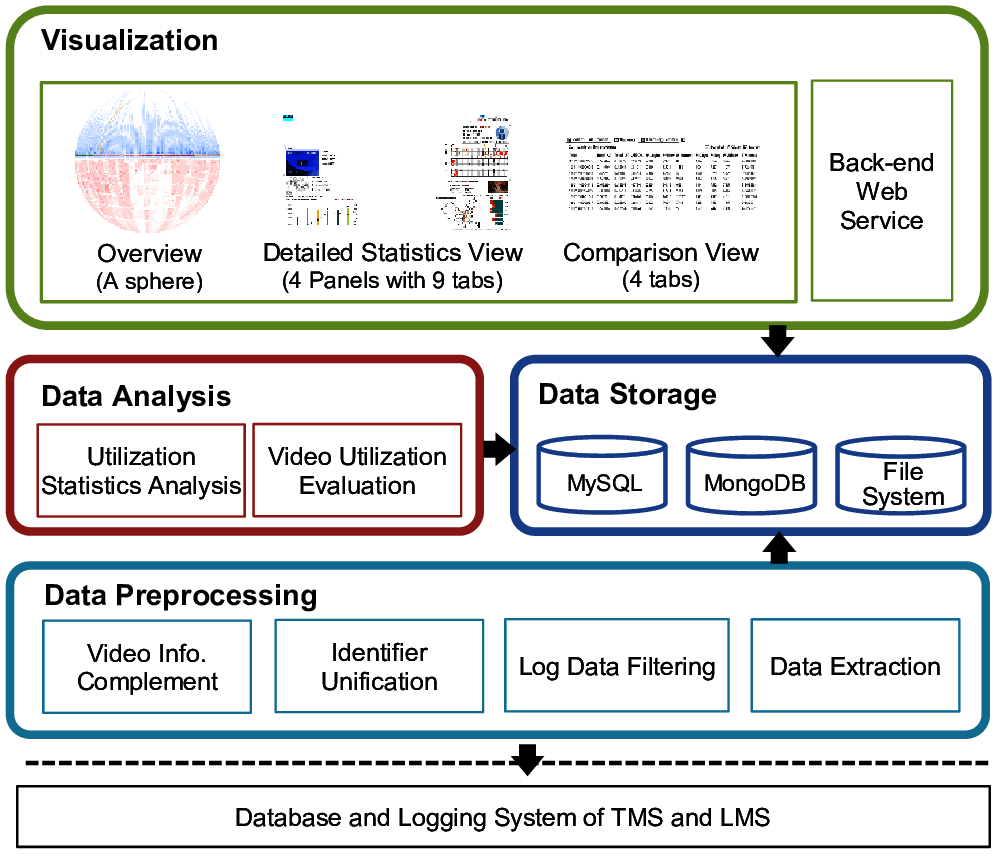 Visualization
Overview
(A sphere)
Detailed Statistics View
(4 Panels with 9 tabs)
Comparison View
(4 tabs)
Back-end
Web
Service
Data Analysis
Utilization
Statistics Analysis
Video Utilization
Evaluation
Data Storage
MySQL
MongoDB
File
System
Data Preprocessing
Video Info.
Complement
Identifier
Unification
Log Data Filtering
Data Extraction
Database and Logging System of TMS and LMS